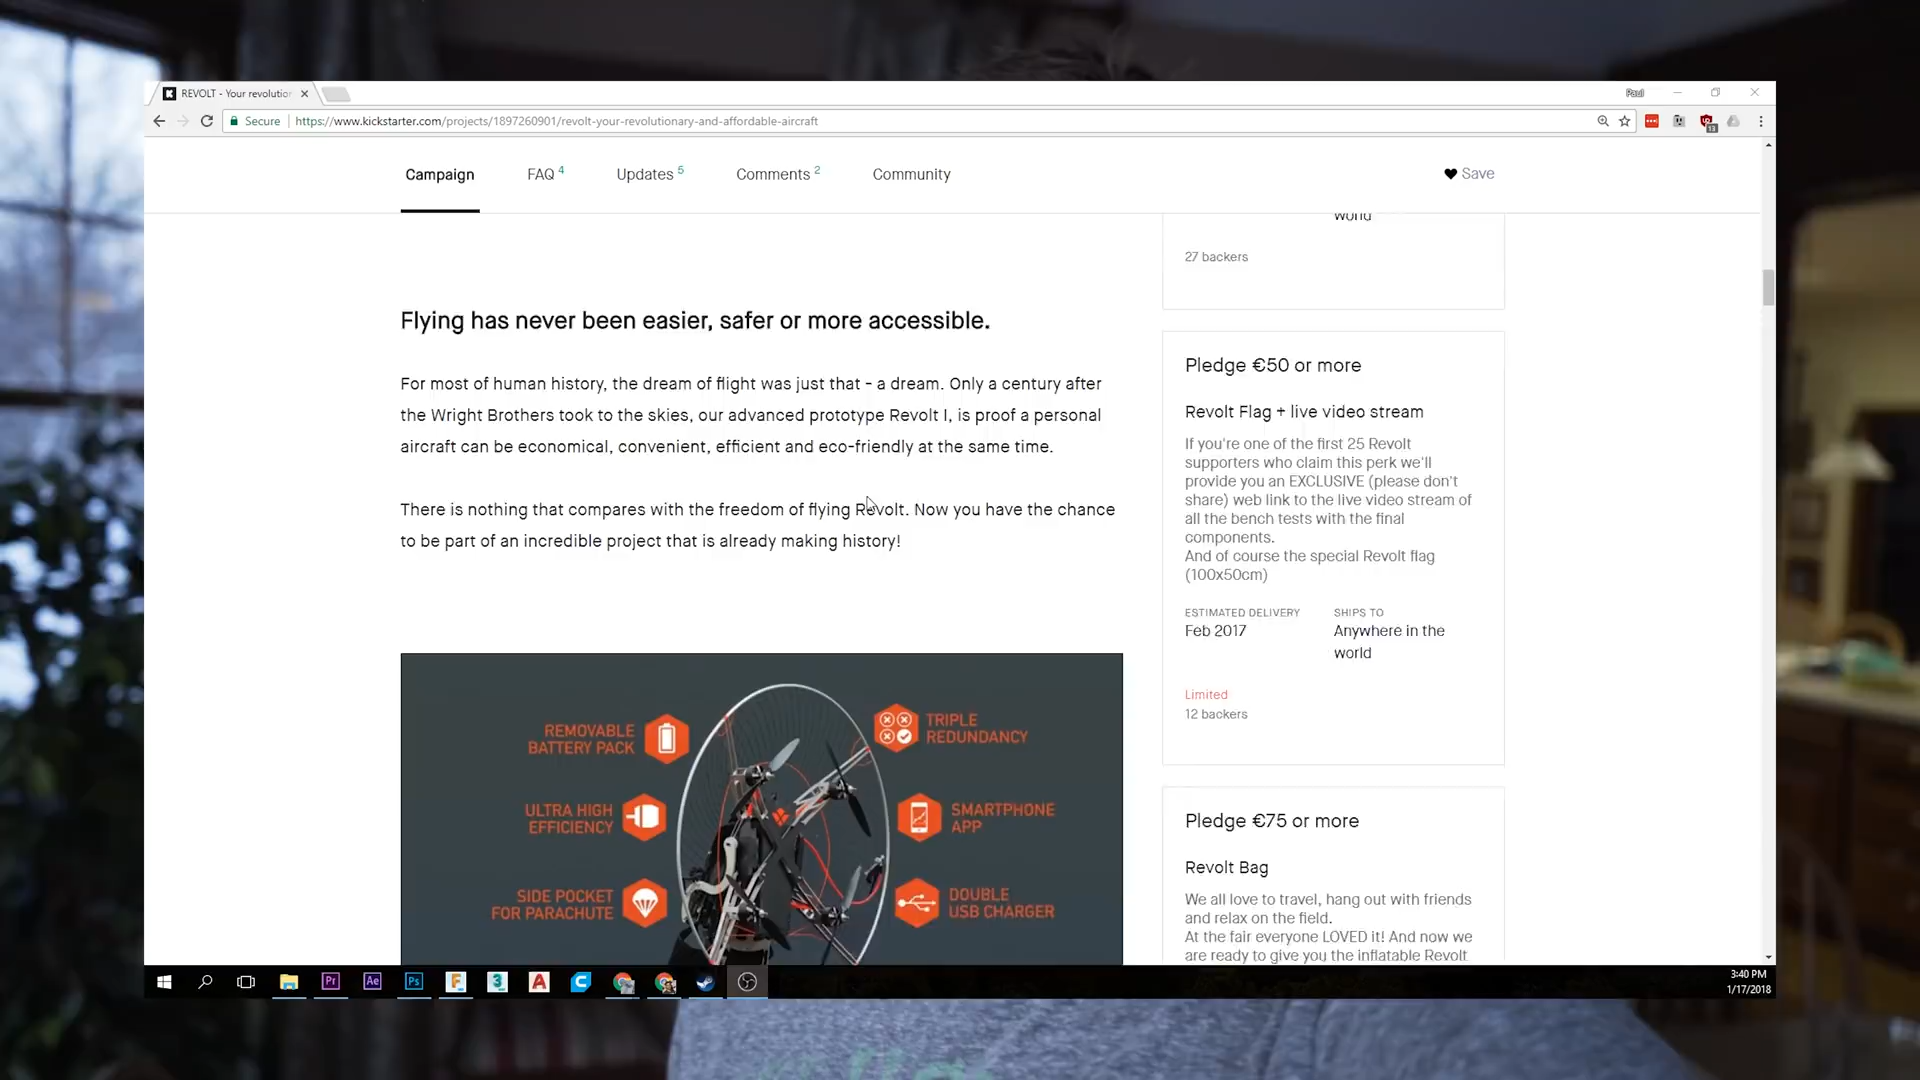 REVOLT - Your revolution
Paul
Secure
https://www.kickstarter.com/projects/1897260901/revolt-your-revolutionary-and-affordable-aircraft
13
Campaign
FAQ 4
Updates 5
Comments 2
Community
Save
Flying has never been easier, safer or more accessible.
For most of human history, the dream of flight was just that - a dream. Only a century after
the Wright Brothers took to the skies, our advanced prototype Revolt I, is proof a personal
aircraft can be economical, convenient, efficient and eco-friendly at the same time.
There is nothing that compares with the freedom of flying Revolt. Now you have the chance
to be part of an incredible project that is already making history!
REMOVABLE
BATTERY PACK
TRIPLE
REDUNDANCY
ULTRA HIGH
EFFICIENCY
SMARTPHONE
APP
SIDE POCKET
FOR PARACHUTE
DOUBLE
USB CHARGER
world
27 backers
Pledge €50 or more
Revolt Flag + live video stream
If you're one of the first 25 Revolt
supporters who claim this perk we'll
provide you an EXCLUSIVE (please don't
share) web link to the live video stream of
all the bench tests with the final
components.
And of course the special Revolt flag
(100x50cm)
ESTIMATED DELIVERY
Feb 2017
SHIPS TO
Anywhere in the
world
Limited
12 backers
Pledge €75 or more
Revolt Bag
We all love to travel, hang out with friends
and relax on the field.
At the fair everyone LOVED it! And now we
are ready to give you the inflatable Revolt
Pr
Ae
Ps
F
3
A
C
3:40 PM
1/17/2018